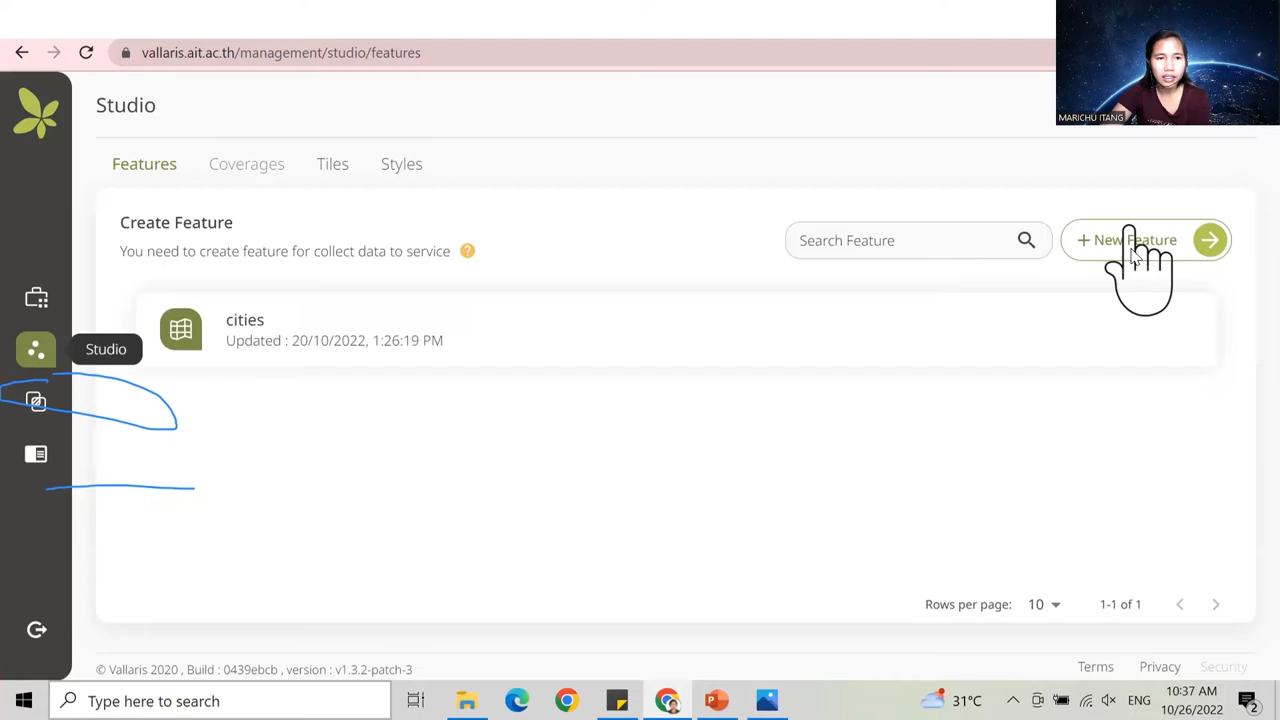 vallaris.ait.ac.th/management/studio/features
MARICHU ITANG
Studio
Features Coverages Tiles Styles
Create Feature
You need to create feature for collect data to service ?
Search Feature
+ New Feature
cities
Updated : 20/10/2022, 1:26:19 PM
Studio
Rows per page: 10 1-1 of 1
© Vallaris 2020 , Build : 0439ebcb , version : v1.3.2-patch-3
Terms Privacy Security
Type here to search
31°C
ENG
10:37 AM
10/26/2022
2